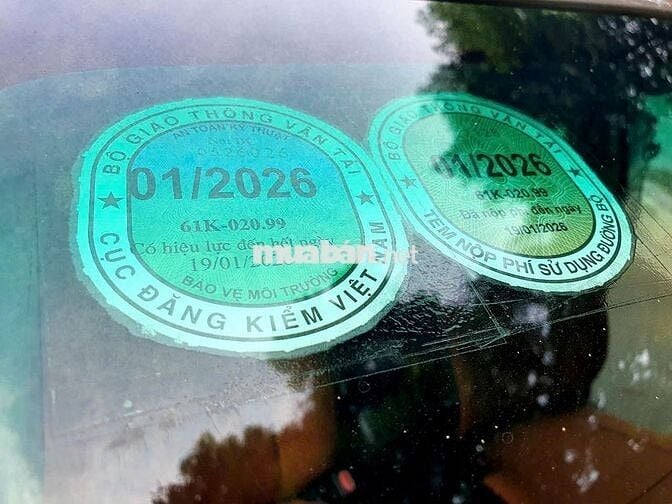 BỘ GIAO THÔNG VẬN TẢI
AN TOÀN KỸ THUẬT
01/2026
61K-020.99
Có hiệu lực đến hết
19/01/
BẢO VỆ MÔI TRƯỜNG
CỤC ĐĂNG KIỂM VIỆT NAM
BỘ GIAO THÔNG VẬN TẢI
01/2026
61K-020.99
Đã nộp phí đến ngày
19/01/2026
TEM NỘP PHÍ SỬ DỤNG ĐƯỜNG BỘ
muaban.net